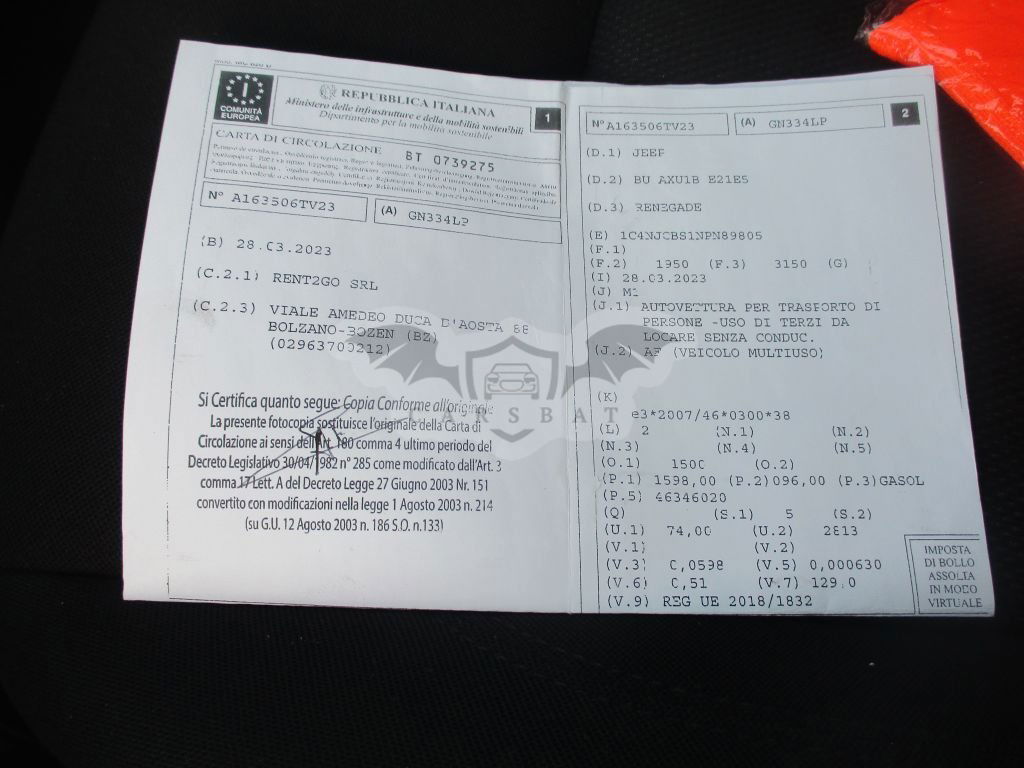 I
COMUNITÀ
EUROPEA
REPUBBLICA ITALIANA
Ministero delle infrastrutture e della mobilità sostenibili
Dipartimento per la mobilità sostenibile
1
CARTA DI CIRCOLAZIONE
BT 0739275
N° A163506TV23
(A) GN334LP
(B) 28.03.2023
(C.2.1) RENT2GO SRL
(C.2.3) VIALE AMEDEO DUCA D'AOSTA 68
BOLZANO-BOZEN (BZ)
(02963700212)
Si Certifica quanto segue: Copia Conforme all'originale
La presente fotocopia sostituisce l'originale della Carta di
Circolazione ai sensi dell'Art. 180 comma 4 ultimo periodo del
Decreto Legislativo 30/04/1982 n° 285 come modificato dall'Art. 3
comma 17 Lett. A del Decreto Legge 27 Giugno 2003 Nr. 151
convertito con modificazioni nella legge 1 Agosto 2003 n. 214
(su G.U. 12 Agosto 2003 n. 186 S.O. n.133)
CARSBAT
2
N° A163506TV23
(A) GN334LP
(D.1) JEEP
(D.2) BU AXU1B E21E5
(D.3) RENEGADE
(E) 1C4NJCBS1NPN89805
(F.1)
(F.2) 1950 (F.3) 3150 (G)
(I) 28.03.2023
(J) M1
(J.1) AUTOVETTURA PER TRASPORTO DI
PERSONE -USO DI TERZI DA
LOCARE SENZA CONDUC.
(J.2) AF (VEICOLO MULTIUSO)
(K)
e3*2007/46*0300*38
(L) 2 (N.1) (N.2)
(N.3) (N.4) (N.5)
(O.1) 1500 (O.2)
(P.1) 1598,00 (P.2)096,00 (P.3)GASOL
(P.5) 46346020
(Q) (S.1) 5 (S.2)
(U.1) 74,00 (U.2) 2813
(V.1) (V.2)
(V.3) 0,0598 (V.5) 0,000630
(V.6) 0,51 (V.7) 129,0
(V.9) REG UE 2018/1832
IMPOSTA
DI BOLLO
ASSOLTA
IN MODO
VIRTUALE